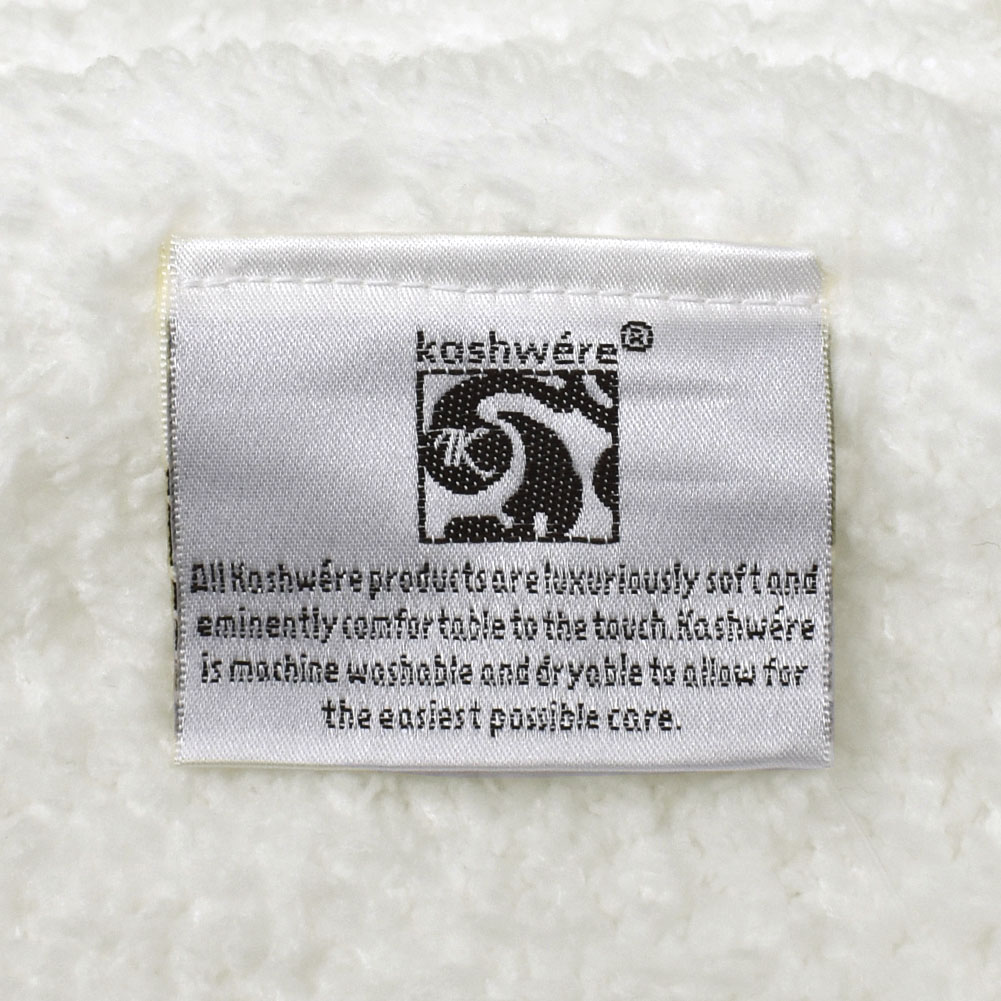 kashwére®
K
All Kashwére products are luxuriously soft and
eminently comfortable to the touch. Kashwére
is machine washable and dryable to allow for
the easiest possible care.